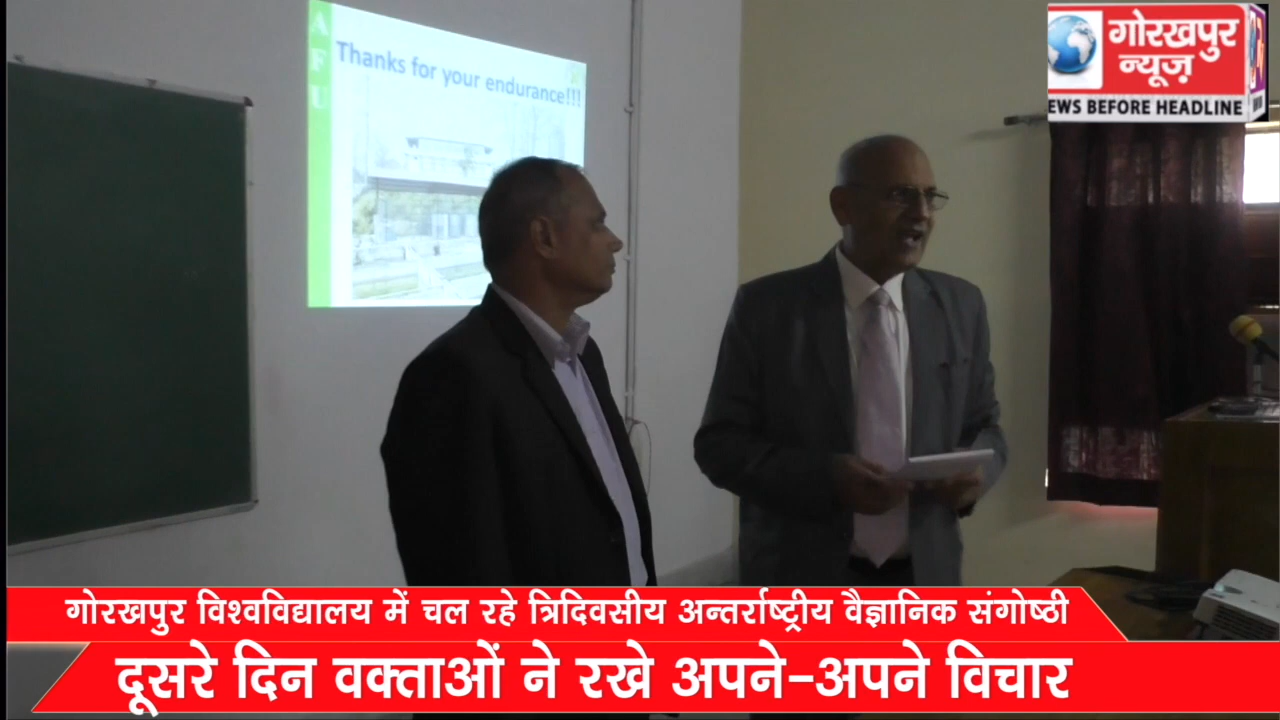 A
F
U
Thanks for your endurance!!!
गोरखपुर
न्यूज़
EWS BEFORE HEADLINE
गोरखपुर विश्वविद्यालय में चल रहे त्रिदिवसीय अन्तर्राष्ट्रीय वैज्ञानिक संगोष्ठी
दूसरे दिन वक्ताओं ने रखे अपने-अपने विचार